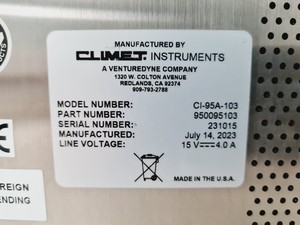 MANUFACTURED BY
CLIMET INSTRUMENTS
A VENTUREDYNE COMPANY
1320 W. COLTON AVENUE
REDLANDS, CA 92374
909-793-2788
MODEL NUMBER: CI-95A-103
PART NUMBER: 950095103
SERIAL NUMBER: 231015
MANUFACTURED: July 14, 2023
LINE VOLTAGE: 15 V⎓4.0 A
MADE IN THE U.S.A.
CE
REIGN
ENDING